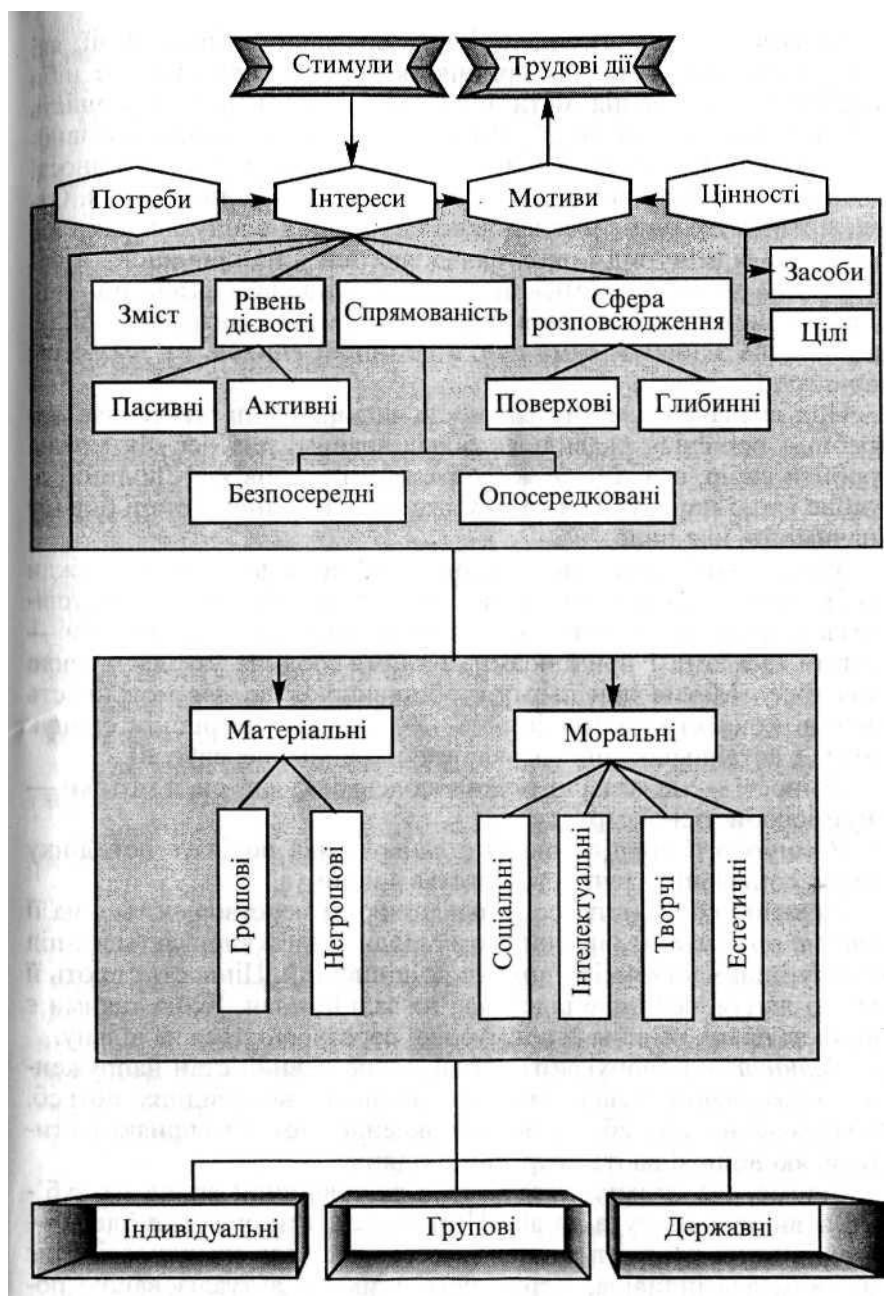 Стимули
Трудові дії
Потреби
Інтереси
Мотиви
Цінності
Засоби
Цілі
Зміст
Рівень
дієвості
Спрямованість
Сфера
розповсюдження
Пасивні
Активні
Поверхові
Глибинні
Безпосередні
Опосередковані
Матеріальні
Моральні
Грошові
Негрошові
Соціальні
Інтелектуальні
Творчі
Естетичні
Індивідуальні
Групові
Державні